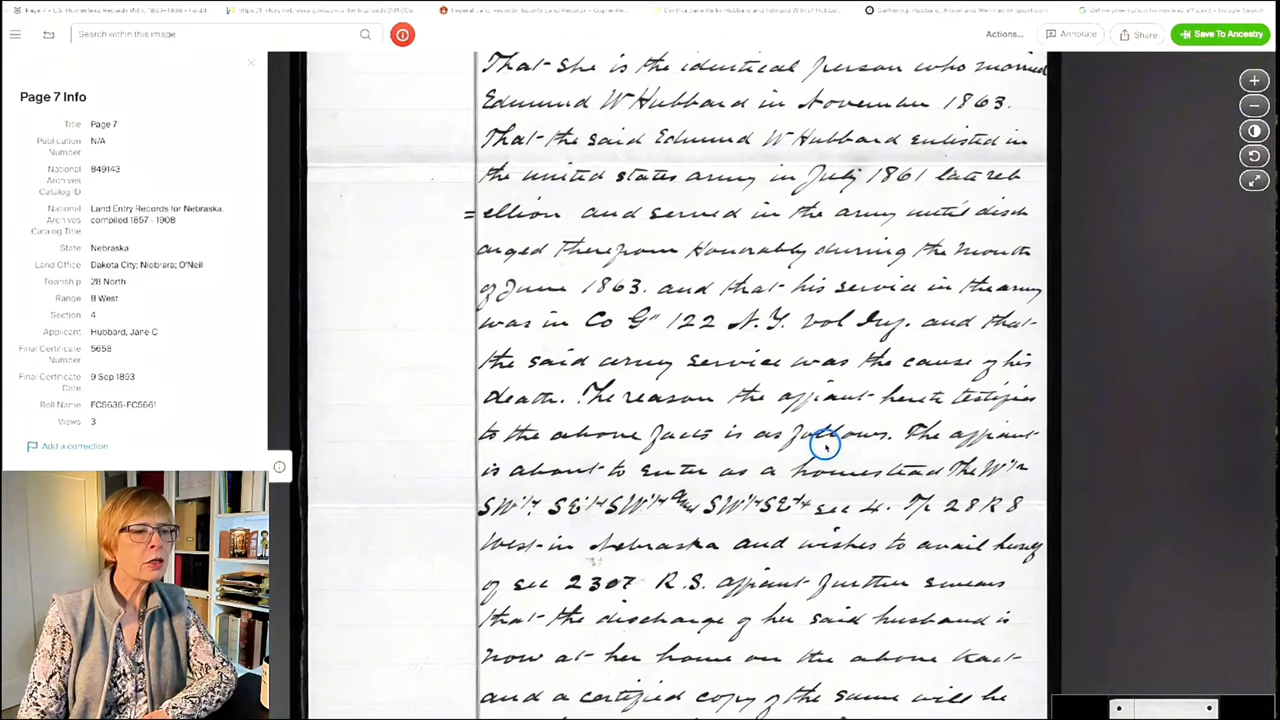 Search within this image
Actions...
Annotate
Share
Save To Ancestry
Page 7 Info
Title Page 7
Publication Number N/A
National Archives Catalog ID 849143
National Archives Catalog Title Land Entry Records for Nebraska, compiled 1857 - 1908
State Nebraska
Land Office Dakota City; Niobrara; O'Neil
Township 28 North
Range 8 West
Section 4
Applicant Hubbard, Jane C
Final Certificate Number 5658
Final Certificate Date 9 Sep 1893
Roll Name FC5636-FC5661
Views 3
Add a correction
That she is the identical person who married
Edmund W Hubbard in November 1863.
That the said Edmund W Hubbard enlisted in
the united states army in July 1861 late reb
=ellion and served in the army until disch
arged therefrom Honourably during the month
of June 1863. and that his service in the army
was in Co G" 122 N.Y. Vol Inf. and that
the said army service was the cause of his
death. The reason the affiant hereto testifies
to the above facts is as follows. The affiant
is about to enter as a homestead The W½
SW¼ SE¼ SW¼ and SW¼ SE¼ sec 4. Tp 28 R 8
West in Nebraska and wishes to avail herself
of sec 2307 R.S. affiant further swears
that the discharge of her said husband is
now at her home on the above tract
and a certified copy of the same will be